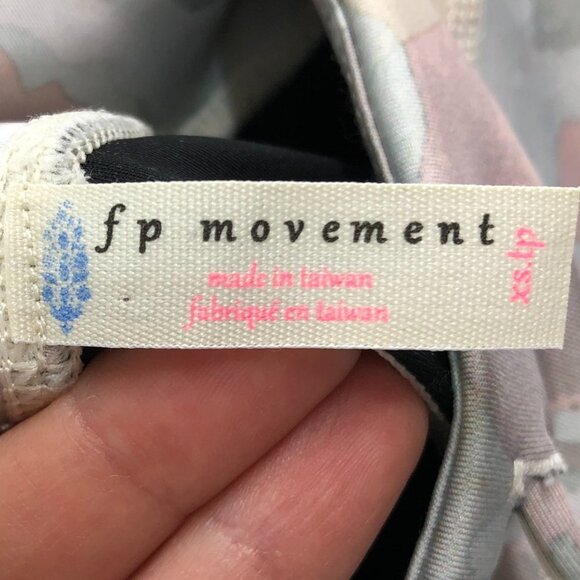 fp movement
made in taiwan
fabriqué en taiwan
xs.tp